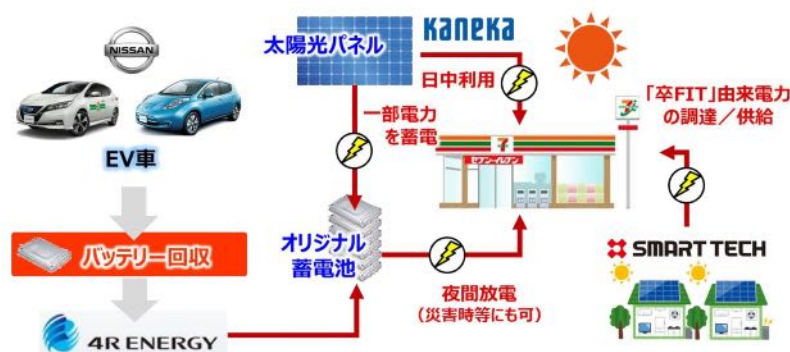 NISSAN
EV車
バッテリー回収
4R ENERGY
太陽光パネル
kaneka
日中利用
一部電力
を蓄電
オリジナル
蓄電池
夜間放電
(災害時等にも可)
7
セブン-イレブン
「卒FIT」由来電力
の調達／供給
SMART TECH